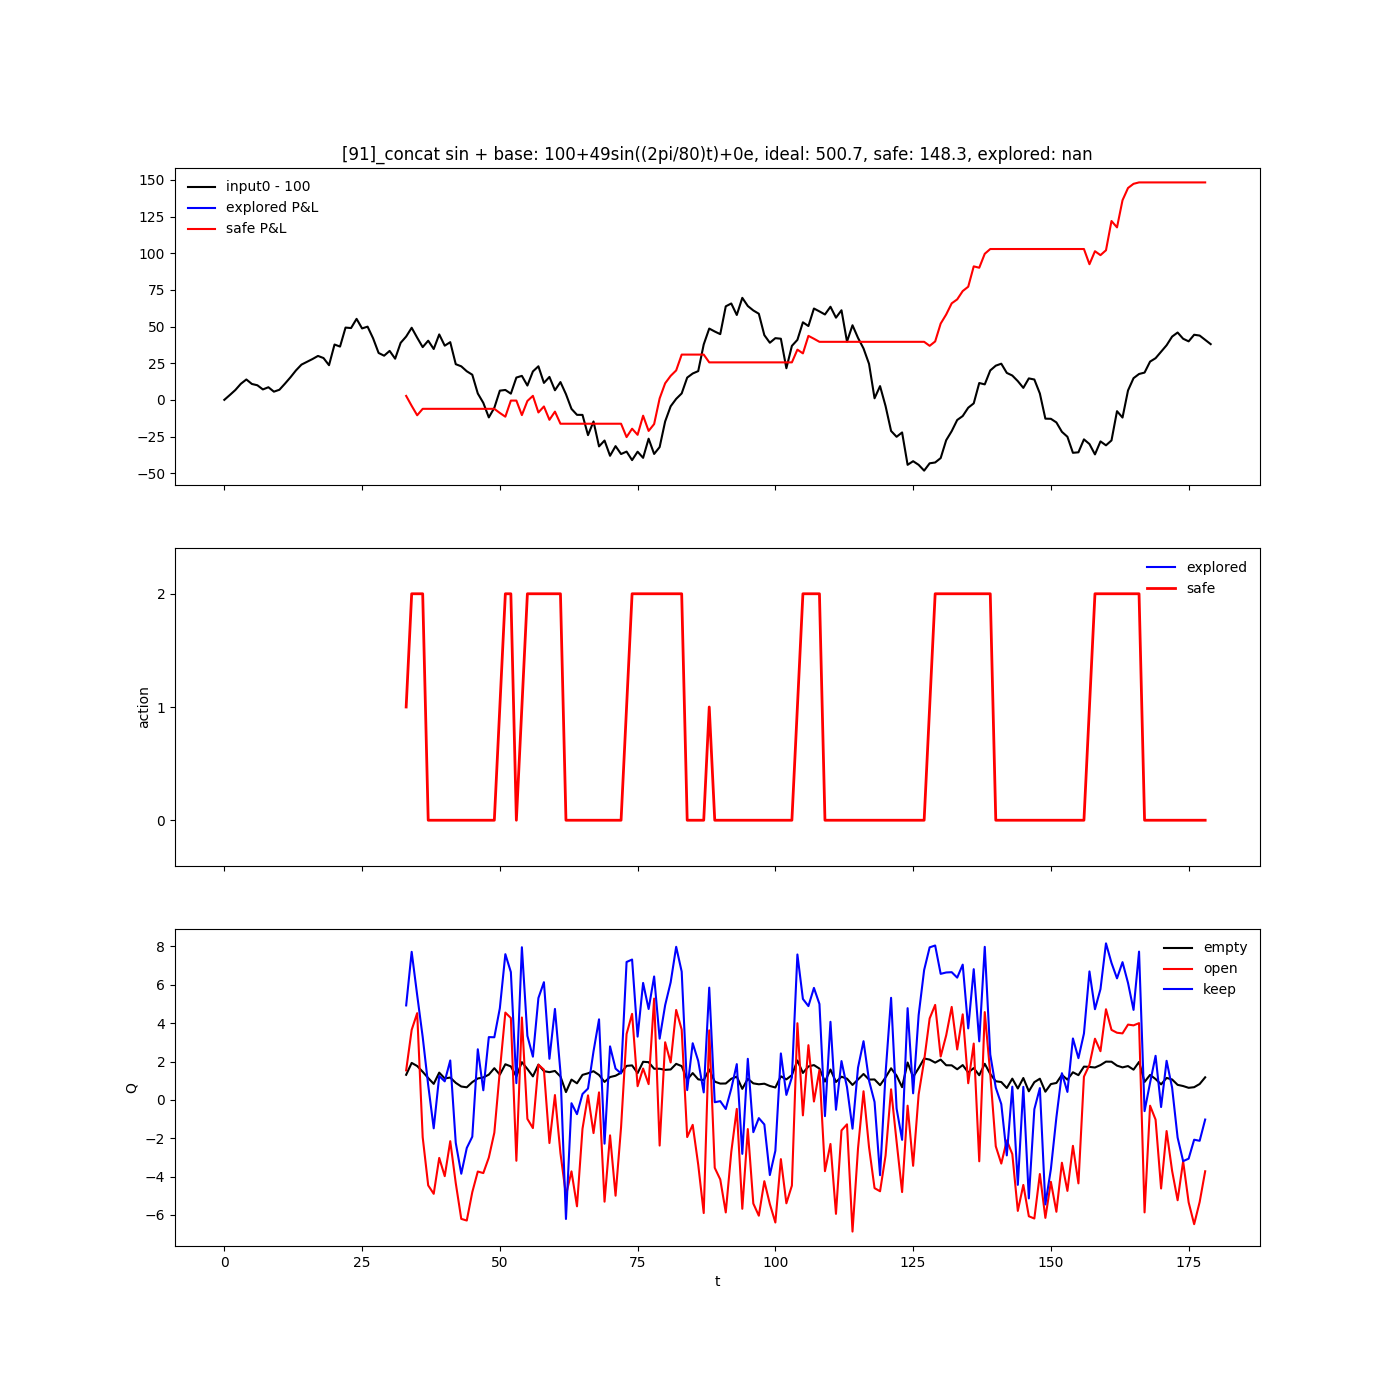 [91]_concat sin + base: 100+49sin((2pi/80)t)+0e, ideal: 500.7, safe: 148.3, explored: nan
150
125
100
75
50
25
0
−25
−50
input0 - 100
explored P&L
safe P&L
action
2
1
0
explored
safe
Q
8
6
4
2
0
−2
−4
−6
empty
open
keep
0 25 50 75 100 125 150 175
t